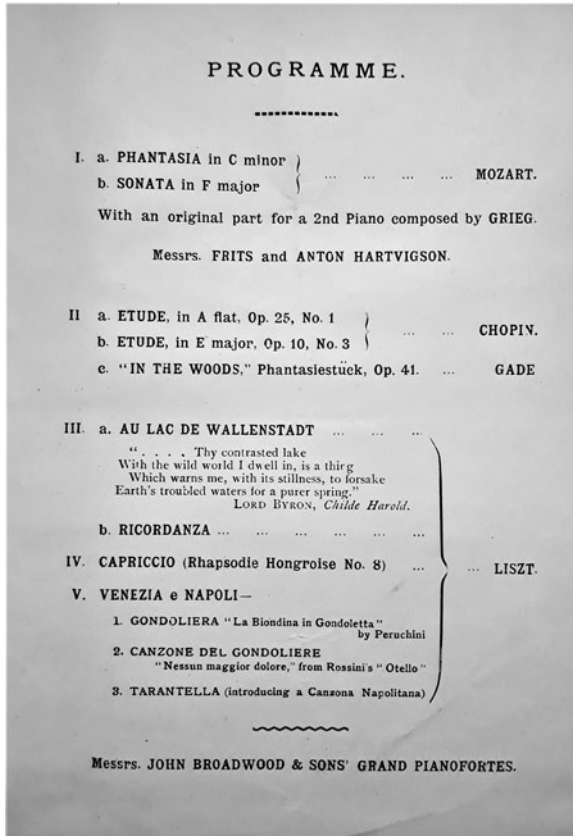 PROGRAMME.
I. a. PHANTASIA in C minor
b. SONATA in F major ... ... ... ... MOZART.
With an original part for a 2nd Piano composed by GRIEG.
Messrs. FRITS and ANTON HARTVIGSON.
II a. ETUDE, in A flat, Op. 25, No. 1
b. ETUDE, in E major, Op. 10, No. 3 ... ... CHOPIN.
c. "IN THE WOODS," Phantasiestück, Op. 41. ... GADE
III. a. AU LAC DE WALLENSTADT ... ... ...
". . . . Thy contrasted lake
With the wild world I dwell in, is a thing
Which warns me, with its stillness, to forsake
Earth's troubled waters for a purer spring."
LORD BYRON, Childe Harold.
b. RICORDANZA ... ... ... ... ... ...
IV. CAPRICCIO (Rhapsodie Hongroise No. 8) ... ... ... LISZT.
V. VENEZIA e NAPOLI—
1. GONDOLIERA "La Biondina in Gondoletta"
by Peruchini
2. CANZONE DEL GONDOLIERE
"Nessun maggior dolore," from Rossini's "Otello"
3. TARANTELLA (introducing a Canzona Napolitana)
Messrs. JOHN BROADWOOD & SONS' GRAND PIANOFORTES.